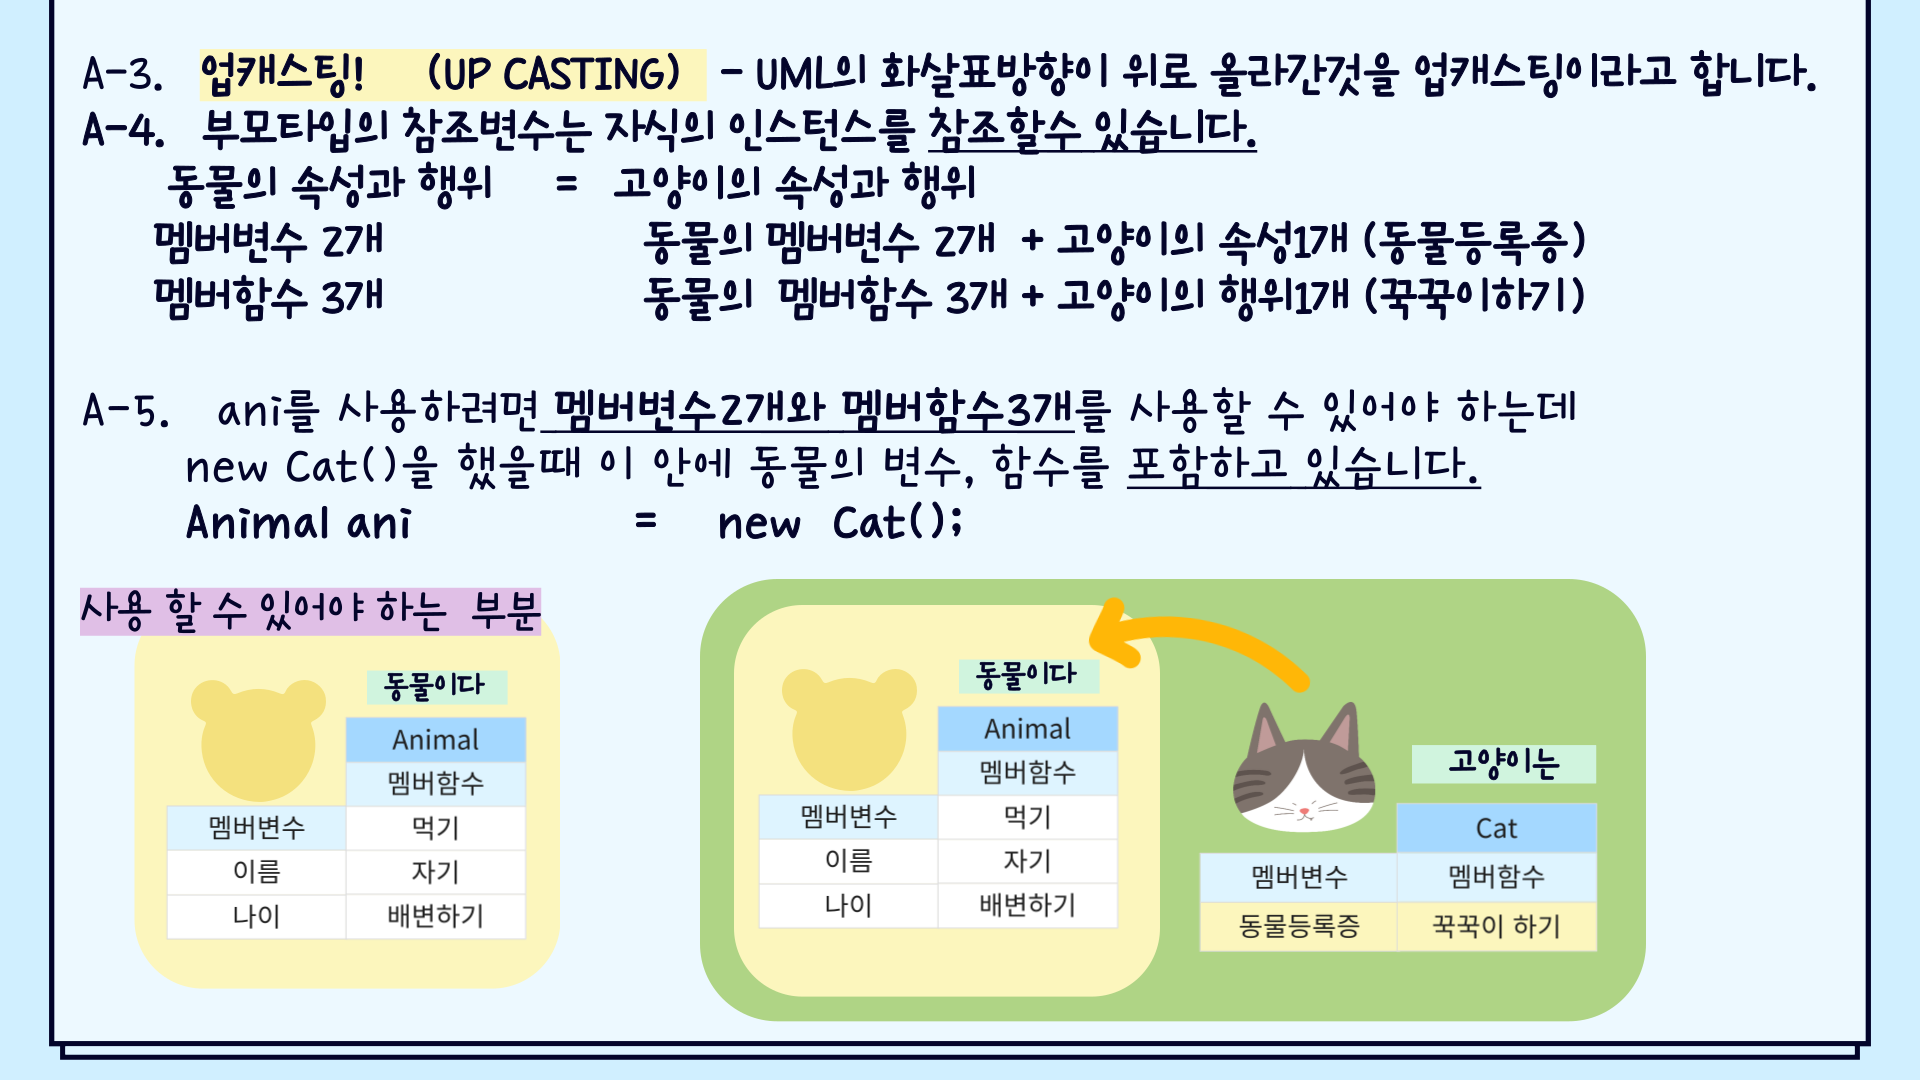 A-3. 업캐스팅! (UP CASTING) - UML의 화살표방향이 위로 올라간것을 업캐스팅이라고 합니다.
A-4. 부모타입의 참조변수는 자식의 인스턴스를 참조할수 있습니다.
동물의 속성과 행위 = 고양이의 속성과 행위
멤버변수 2개 동물의 멤버변수 2개 + 고양이의 속성1개 (동물등록증)
멤버함수 3개 동물의 멤버함수 3개 + 고양이의 행위1개 (꾹꾹이하기)
A-5. ani를 사용하려면 멤버변수2개와 멤버함수3개를 사용할 수 있어야 하는데
new Cat()을 했을때 이 안에 동물의 변수, 함수를 포함하고 있습니다.
Animal ani = new Cat();
사용 할 수 있어야 하는 부분
동물이다
Animal
멤버함수
멤버변수 먹기
이름 자기
나이 배변하기
동물이다
Animal
멤버함수
멤버변수 먹기
이름 자기
나이 배변하기
고양이는
Cat
멤버변수 멤버함수
동물등록증 꾹꾹이 하기